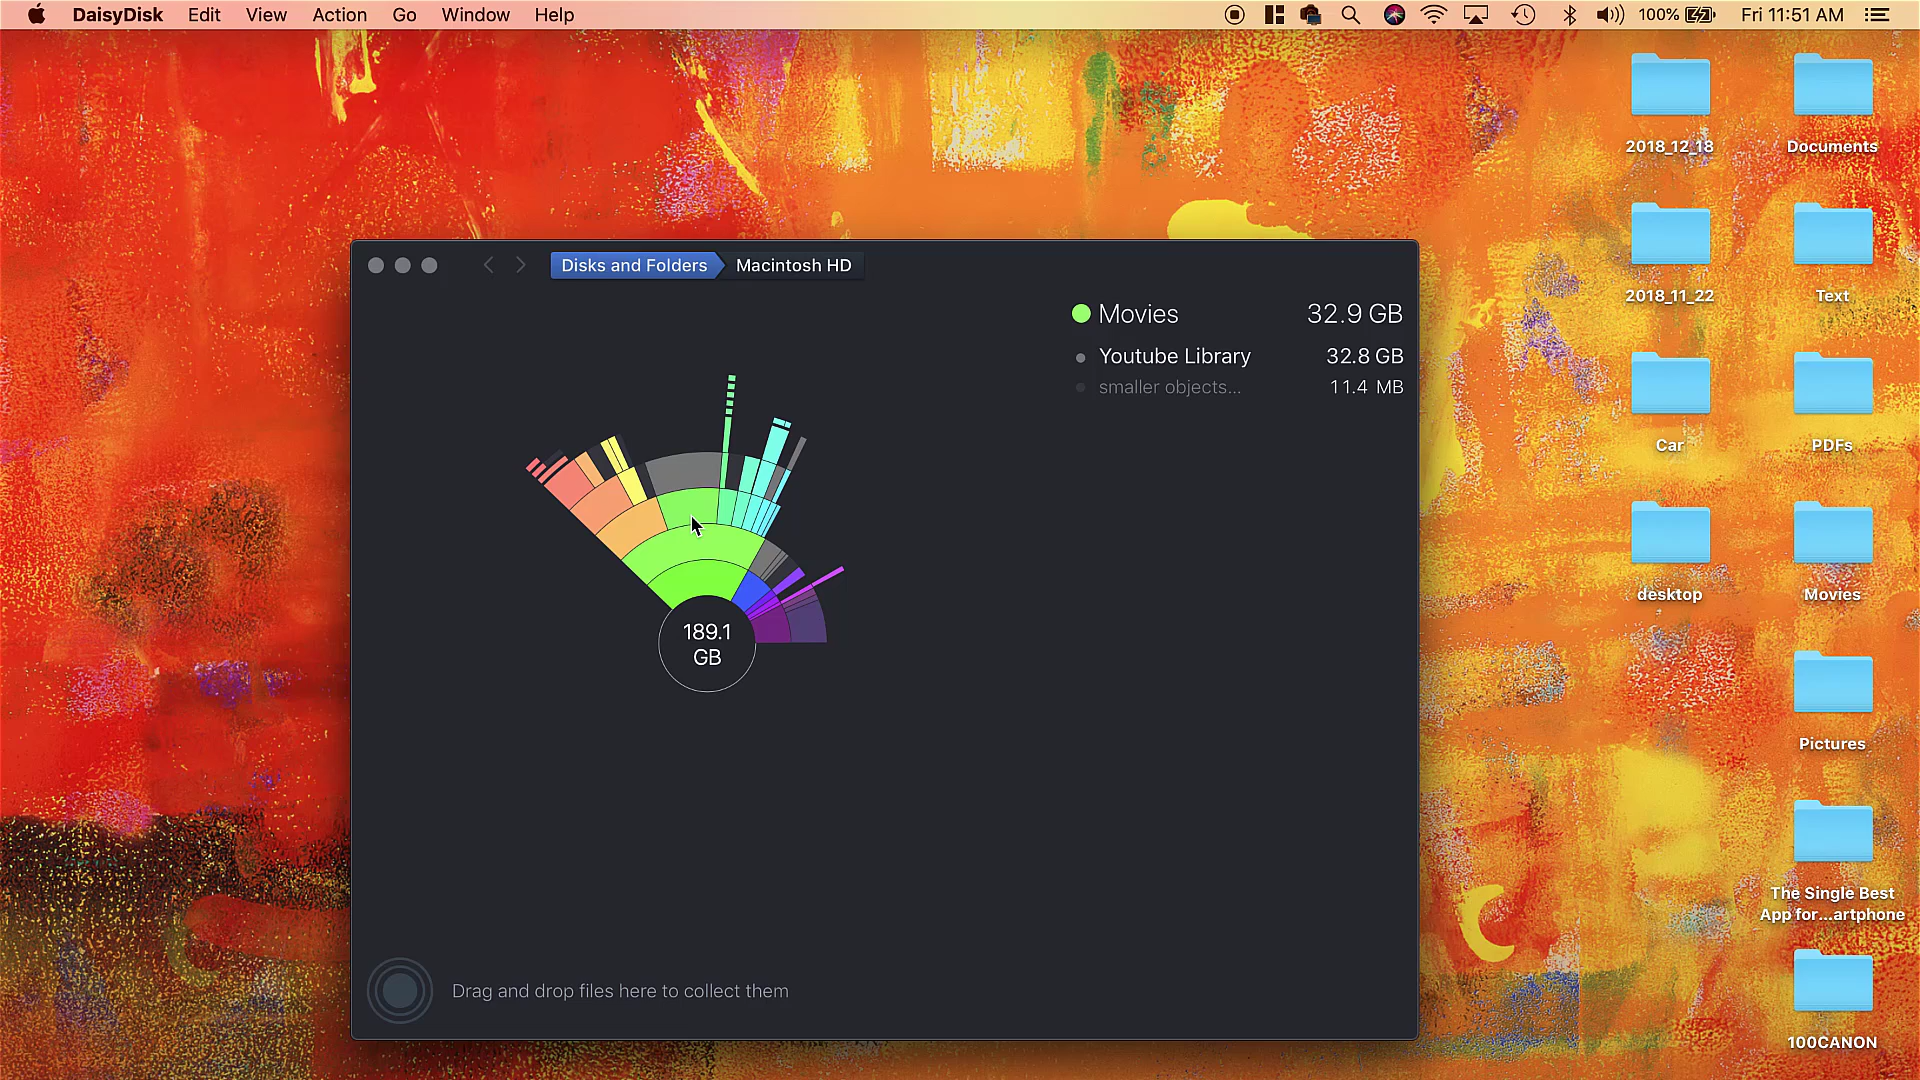 DaisyDisk Edit View Action Go Window Help 100% Fri 11:51 AM
Disks and Folders Macintosh HD
Movies 32.9 GB
Youtube Library 32.8 GB
smaller objects... 11.4 MB
189.1
GB
Drag and drop files here to collect them
2018_12_18 Documents
2018_11_22 Text
Car PDFs
desktop Movies
Pictures
The Single Best
App for...artphone
100CANON